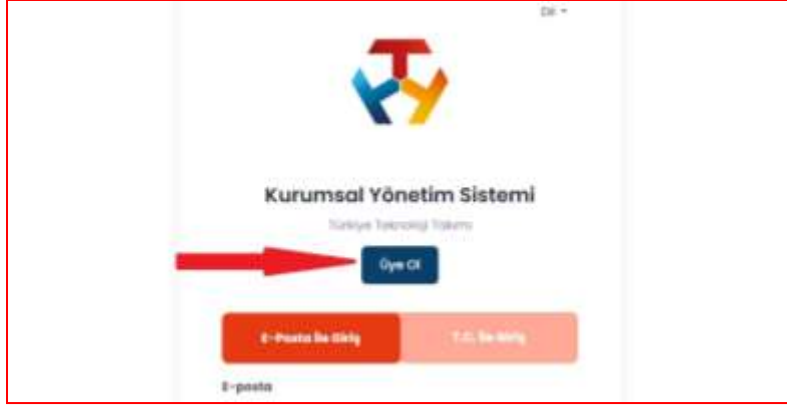 Dil
Kurumsal Yönetim Sistemi
Türkiye Teknoloji Takımı
Üye Ol
E-Posta İle Giriş T.C. İle Giriş
E-posta